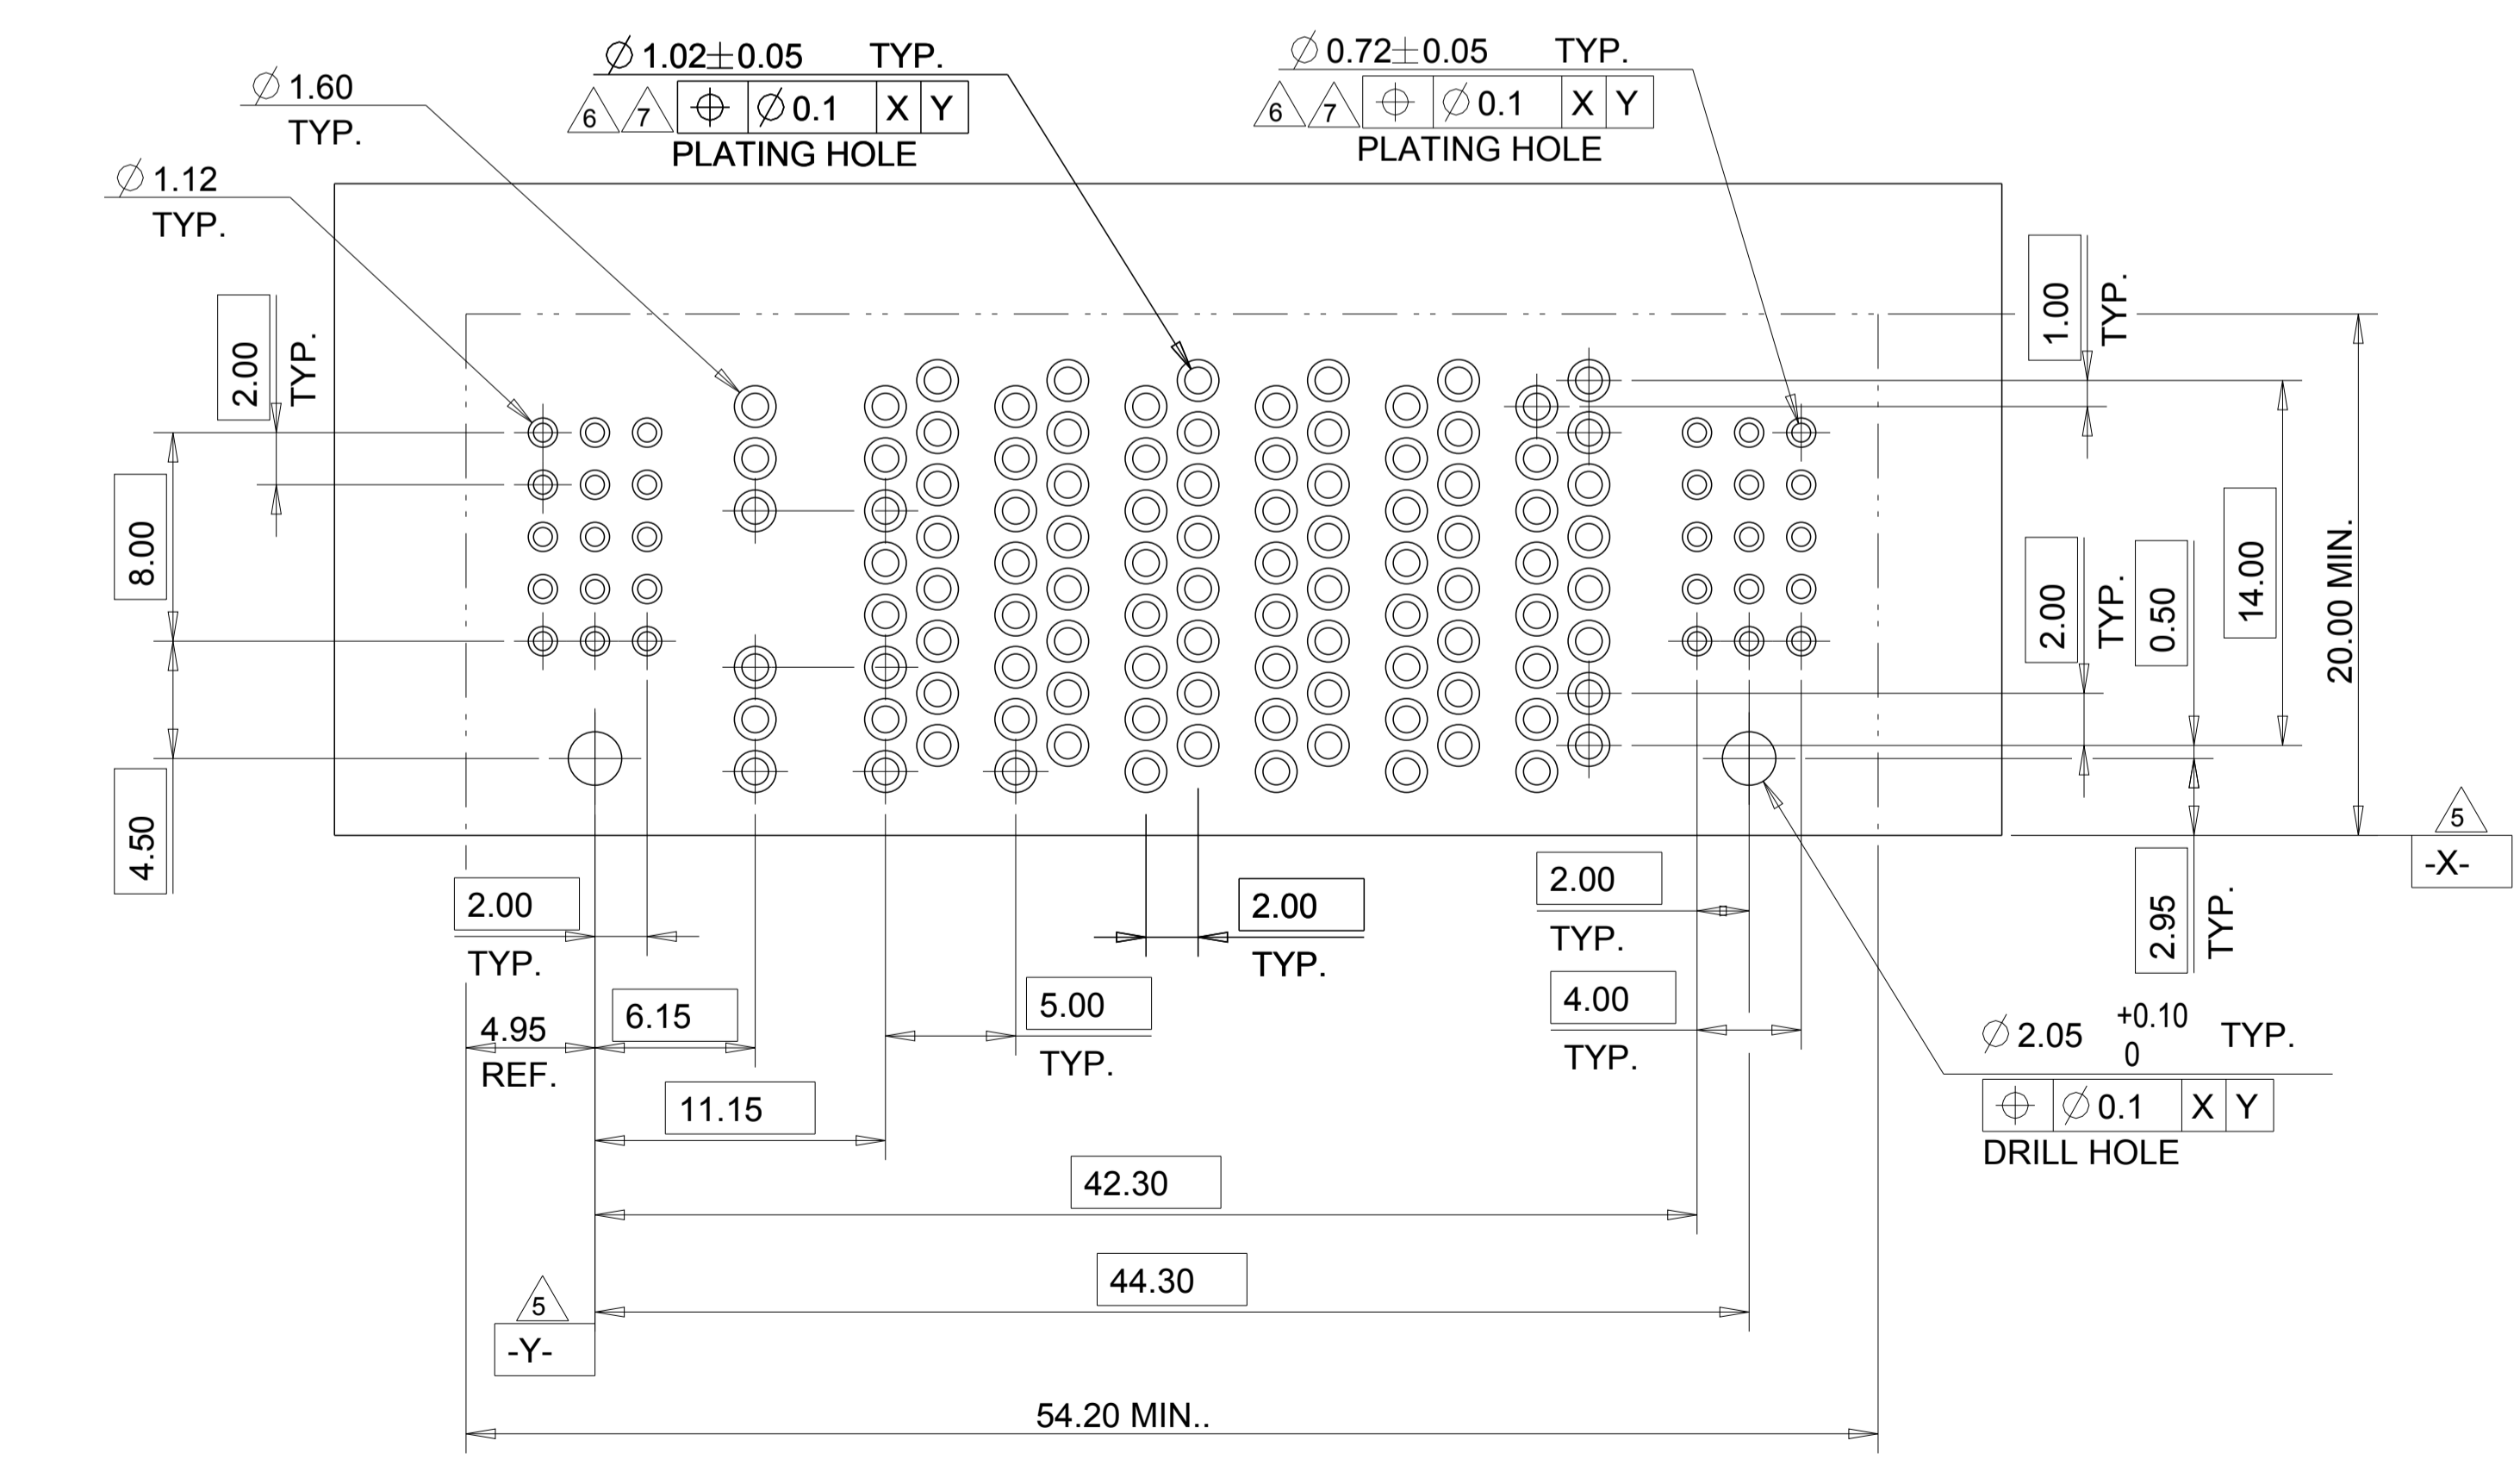 ⌀ 1.02±0.05 TYP.
6 7 ⌖ ⌀ 0.1 X Y
PLATING HOLE
⌀ 0.72±0.05 TYP.
6 7 ⌖ ⌀ 0.1 X Y
PLATING HOLE
⌀ 1.60
TYP.
⌀ 1.12
TYP.
2.00
TYP.
8.00
4.50
1.00
TYP.
14.00
20.00 MIN.
2.00
TYP.
0.50
5
-X-
2.95
TYP.
2.00
TYP.
2.00
TYP.
2.00
TYP.
4.95
REF.
6.15
5.00
TYP.
4.00
TYP.
⌀ 2.05 +0.10 TYP.
0
⌖ ⌀ 0.1 X Y
DRILL HOLE
11.15
42.30
44.30
5
-Y-
54.20 MIN..